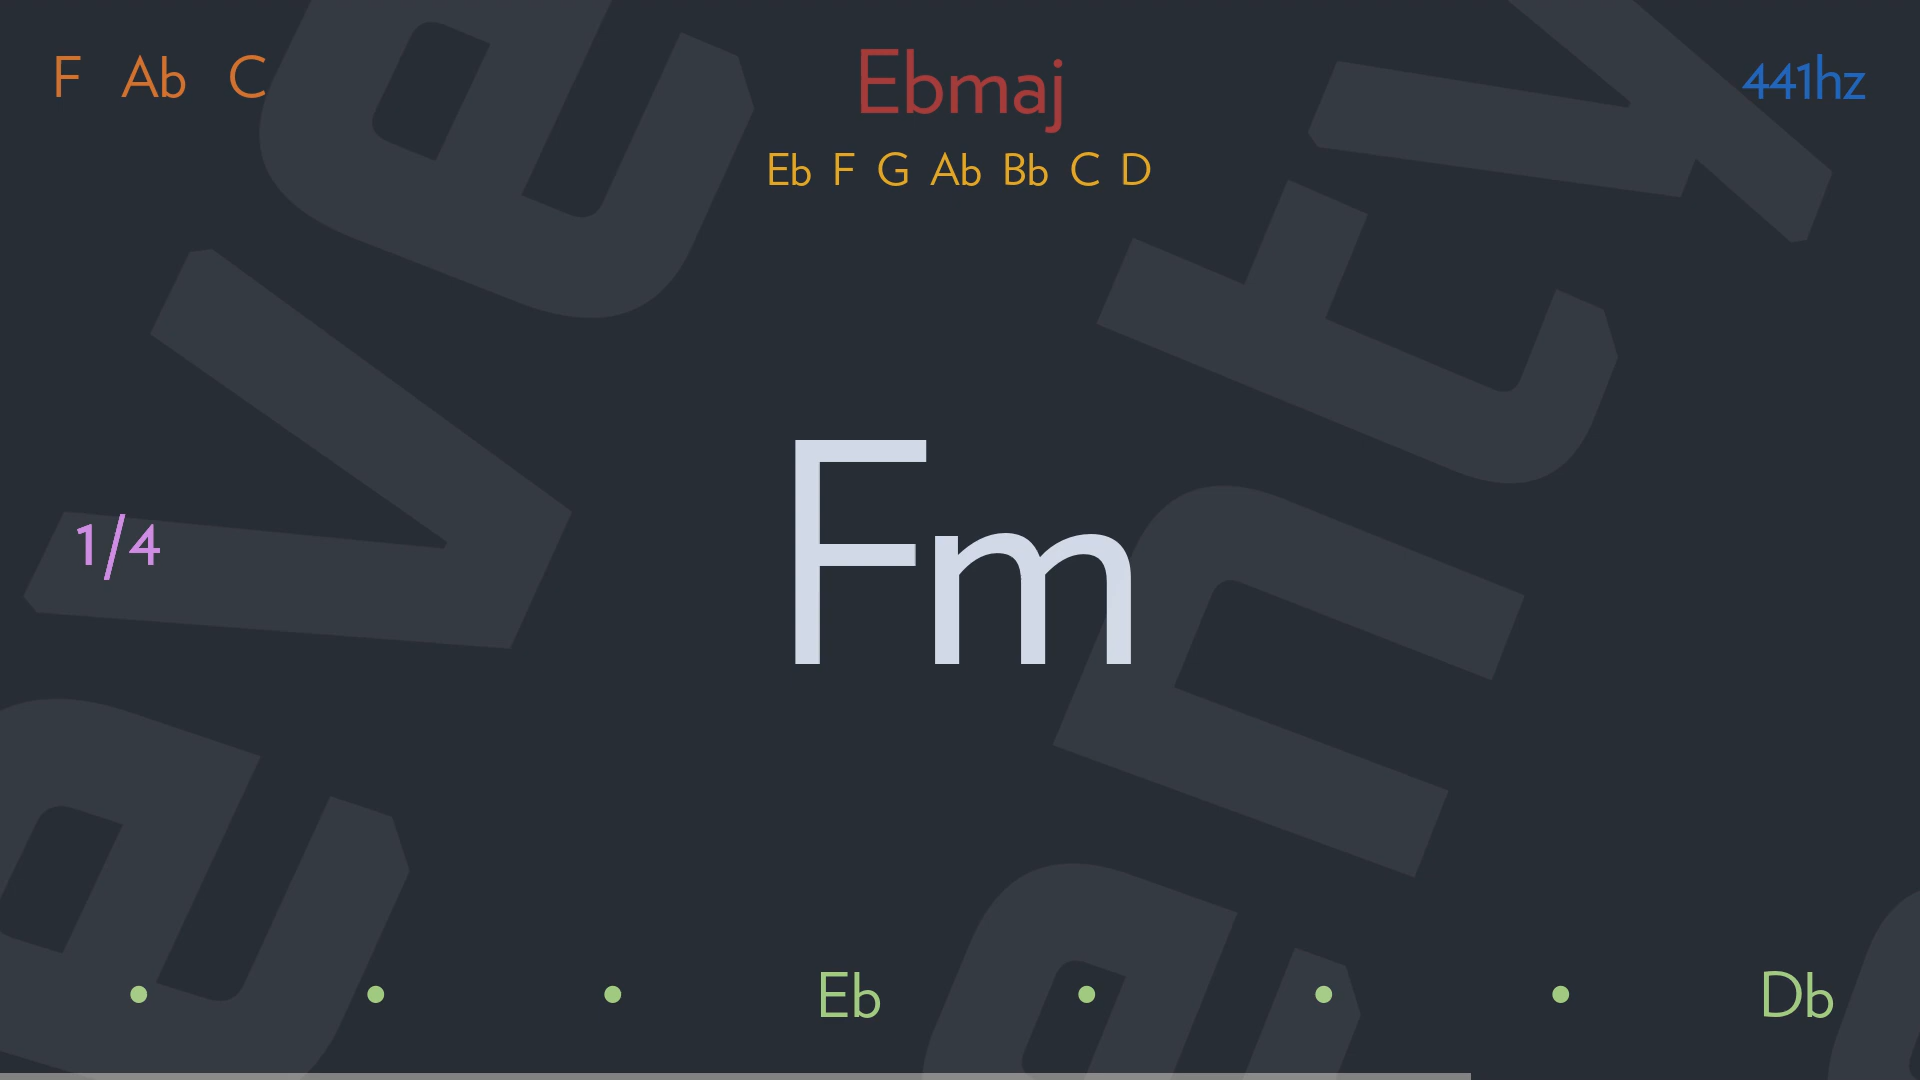 F Ab C
Ebmaj
441hz
Eb F G Ab Bb C D
Fm
1/4
Eb
Db